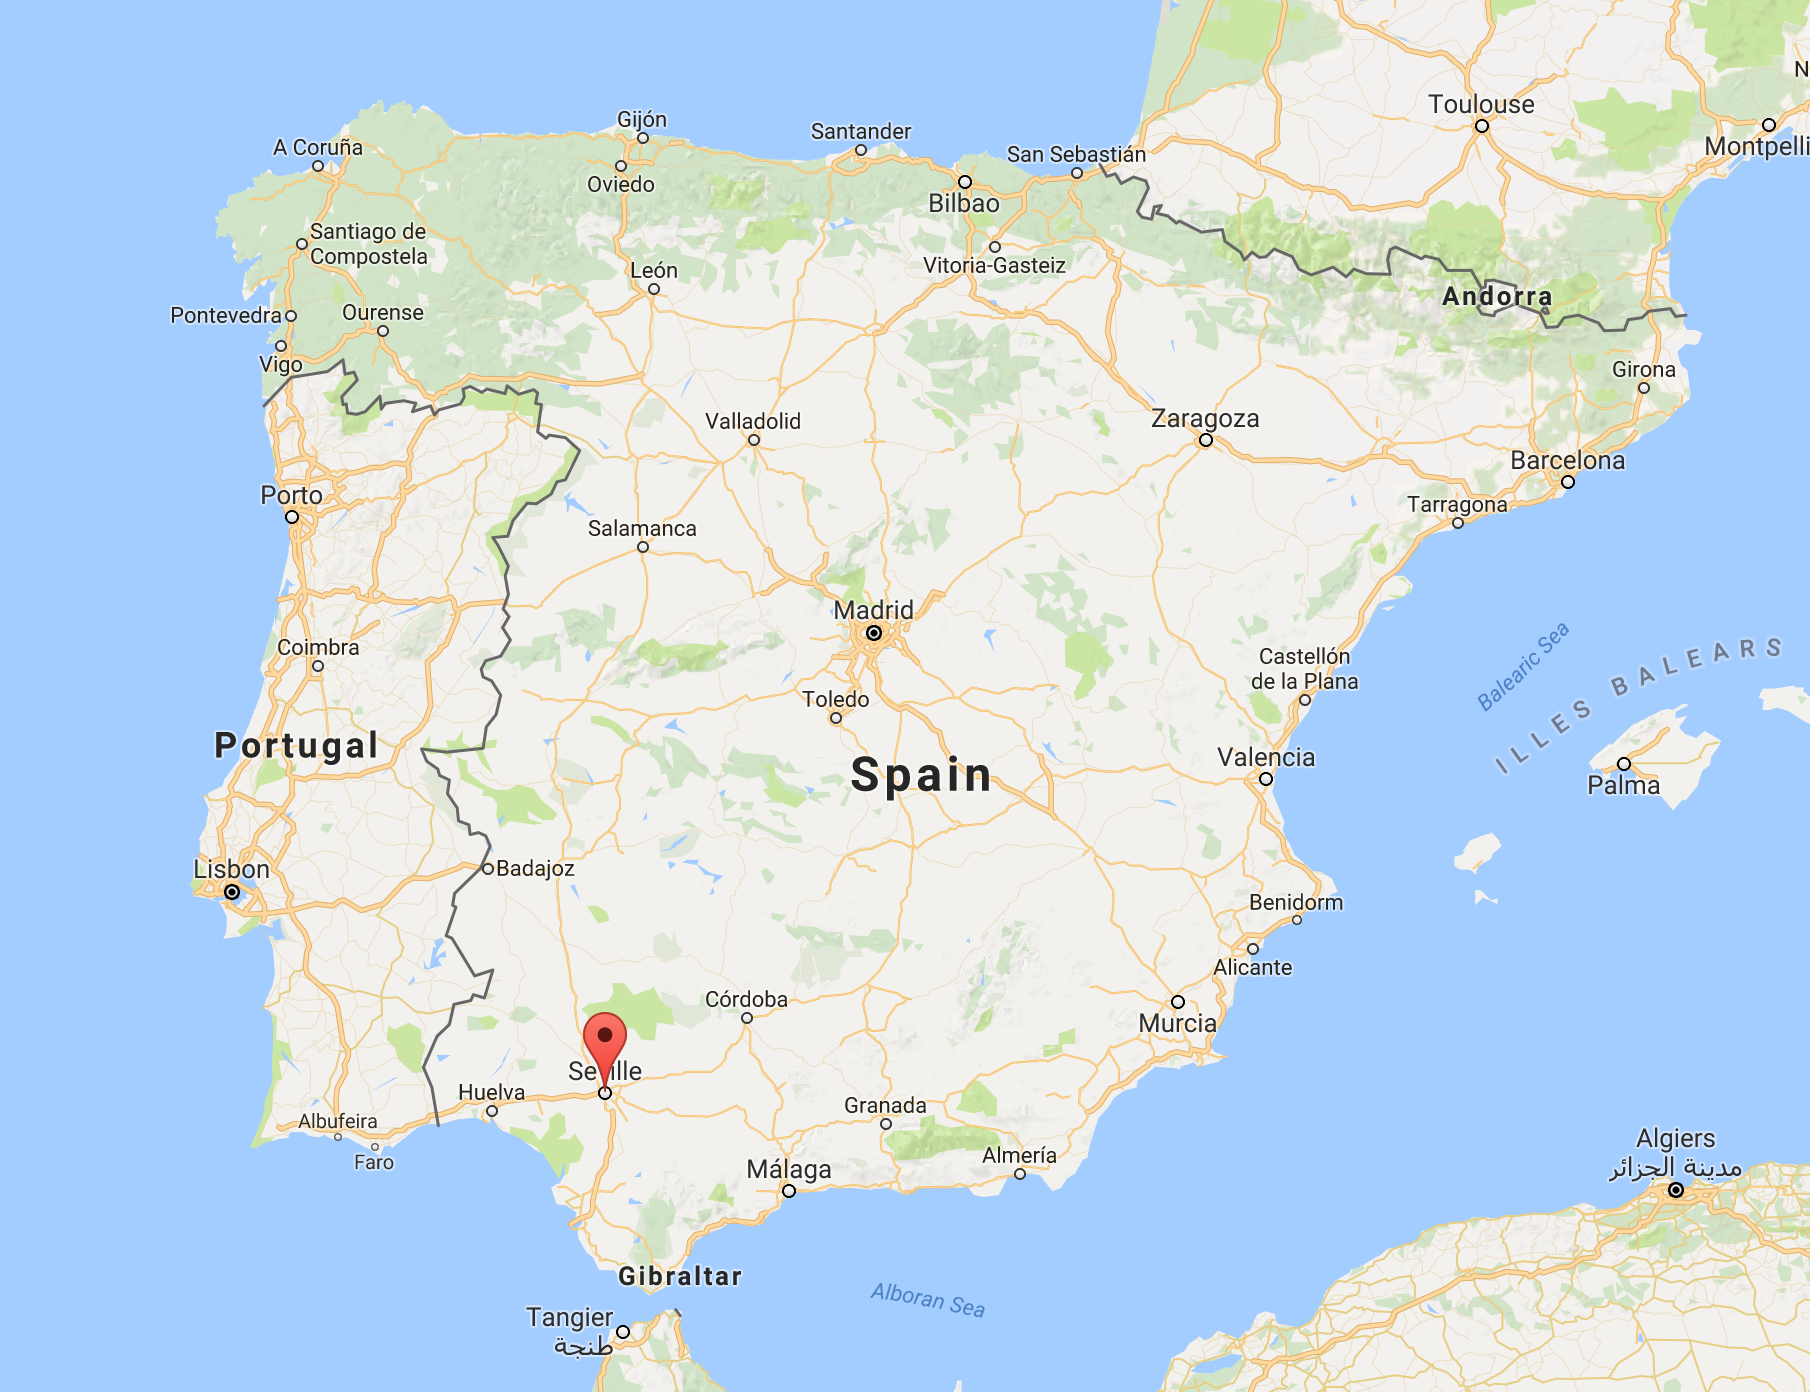 Toulouse
Montpelli
N
Gijón
Santander
A Coruña
San Sebastián
Oviedo
Bilbao
Santiago de
Compostela
Vitoria-Gasteiz
León
Andorra
Pontevedra
Ourense
Vigo
Girona
Valladolid
Zaragoza
Barcelona
Porto
Tarragona
Salamanca
Madrid
Coimbra
Castellón
de la Plana
Balearic Sea
ILLES BALEARS
Toledo
Portugal
Spain
Valencia
Palma
Lisbon
Badajoz
Benidorm
Alicante
Córdoba
Murcia
Seville
Huelva
Granada
Albufeira
Faro
Almería
Málaga
Algiers
مدينة الجزائر
Gibraltar
Alboran Sea
Tangier
طنجة